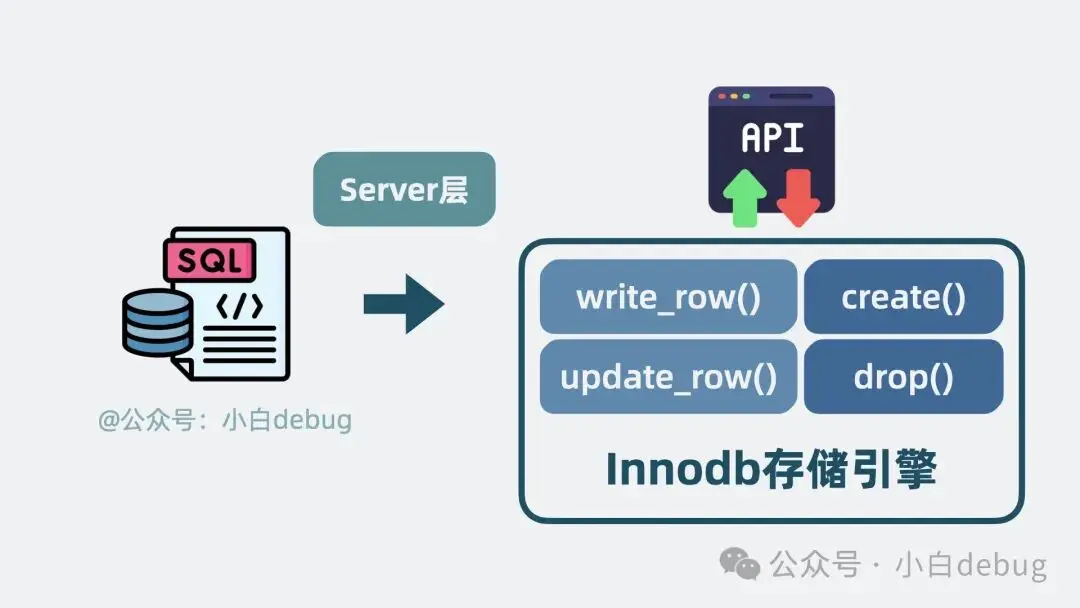 API
Server层
SQL
</>
write_row()
create()
update_row()
drop()
@公众号：小白debug
Innodb存储引擎
公众号 · 小白debug